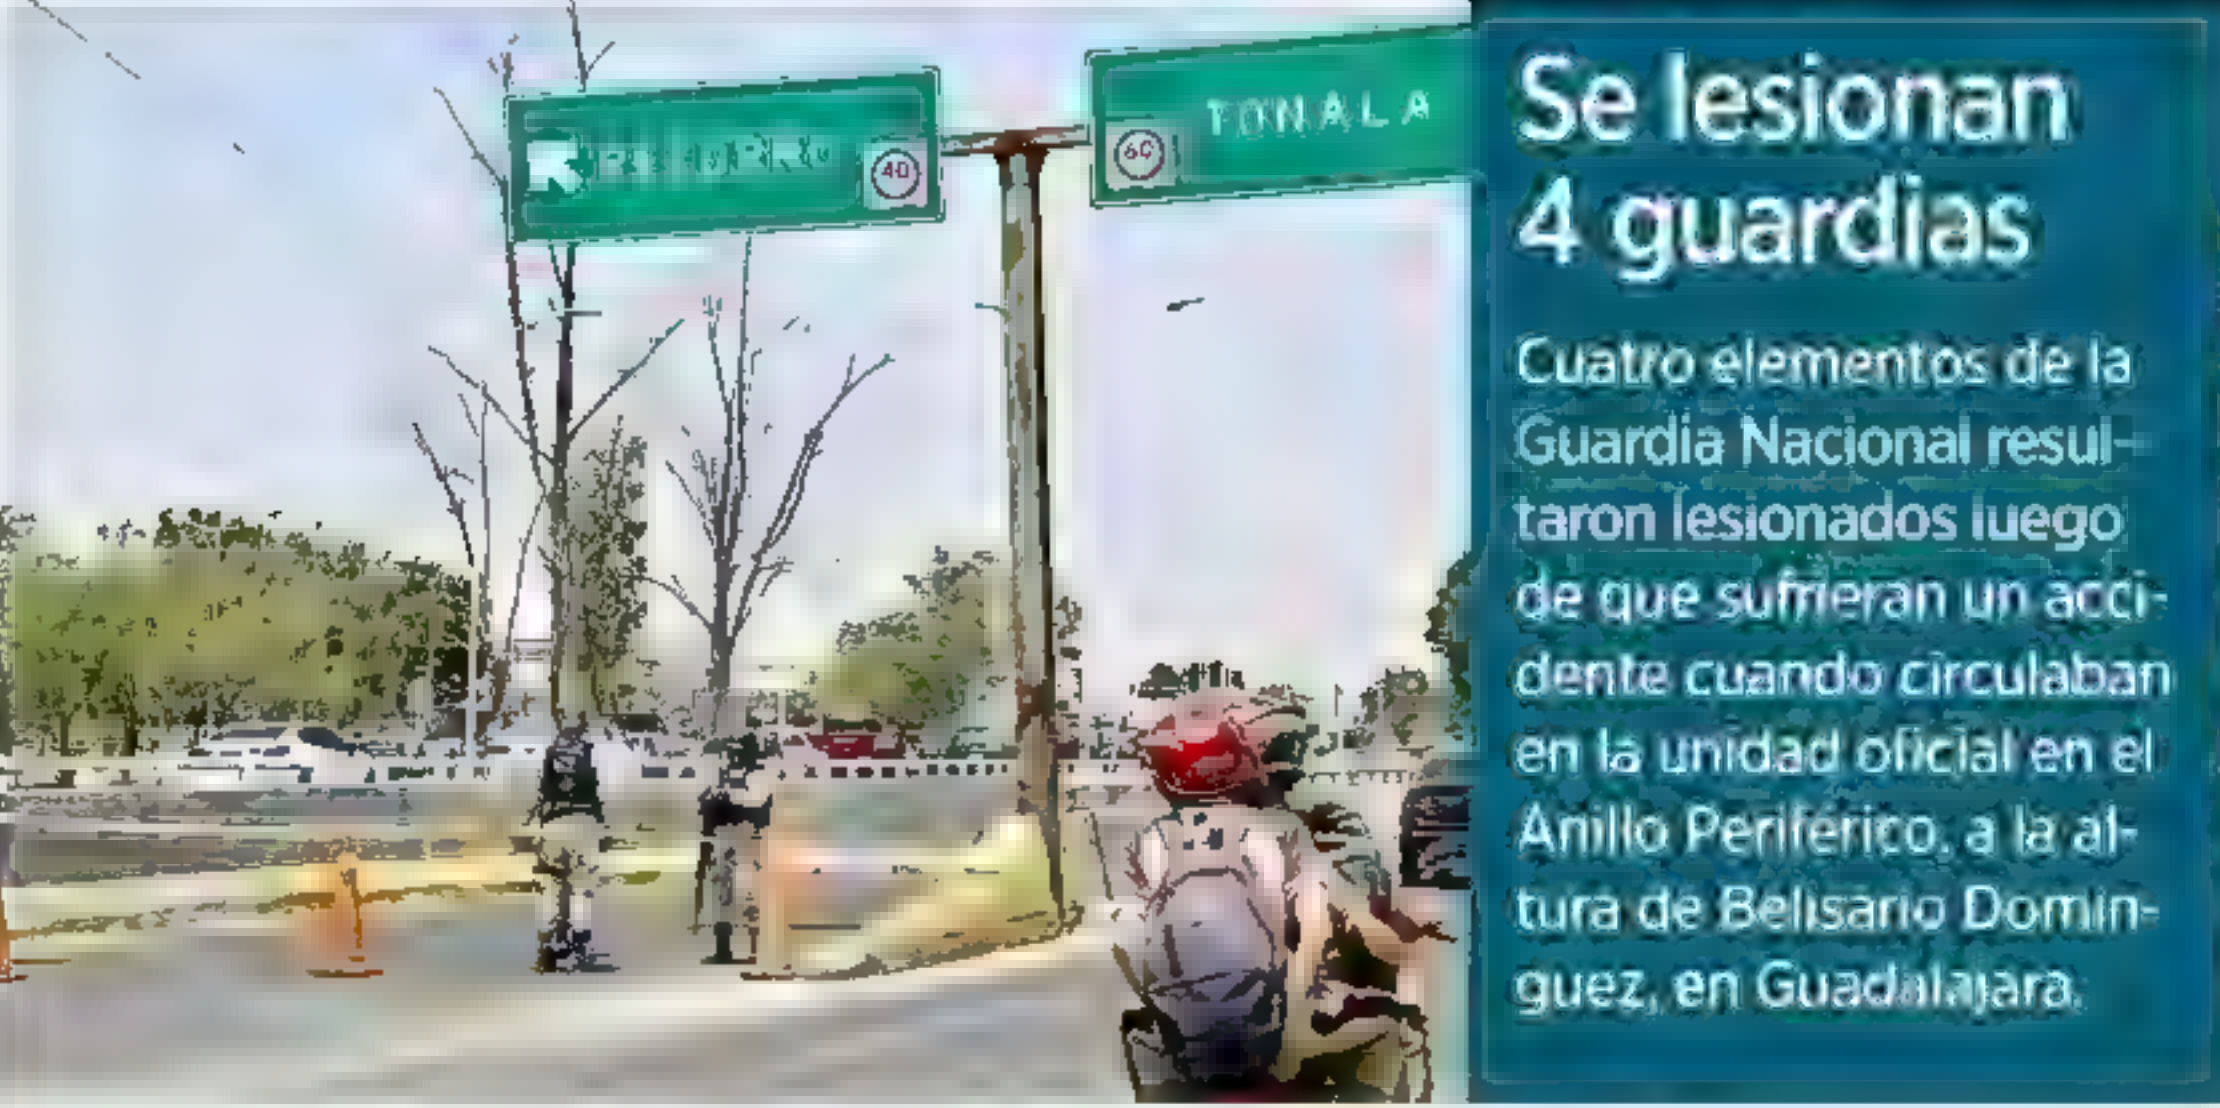 40
TONALA
60
Se lesionan
4 guardias
Cuatro elementos de la
Guardia Nacional resul-
taron lesionados luego
de que sufrieran un acci-
dente cuando circulaban
en la unidad oficial en el
Anillo Periférico, a la al-
tura de Belisario Domín-
guez, en Guadalajara.